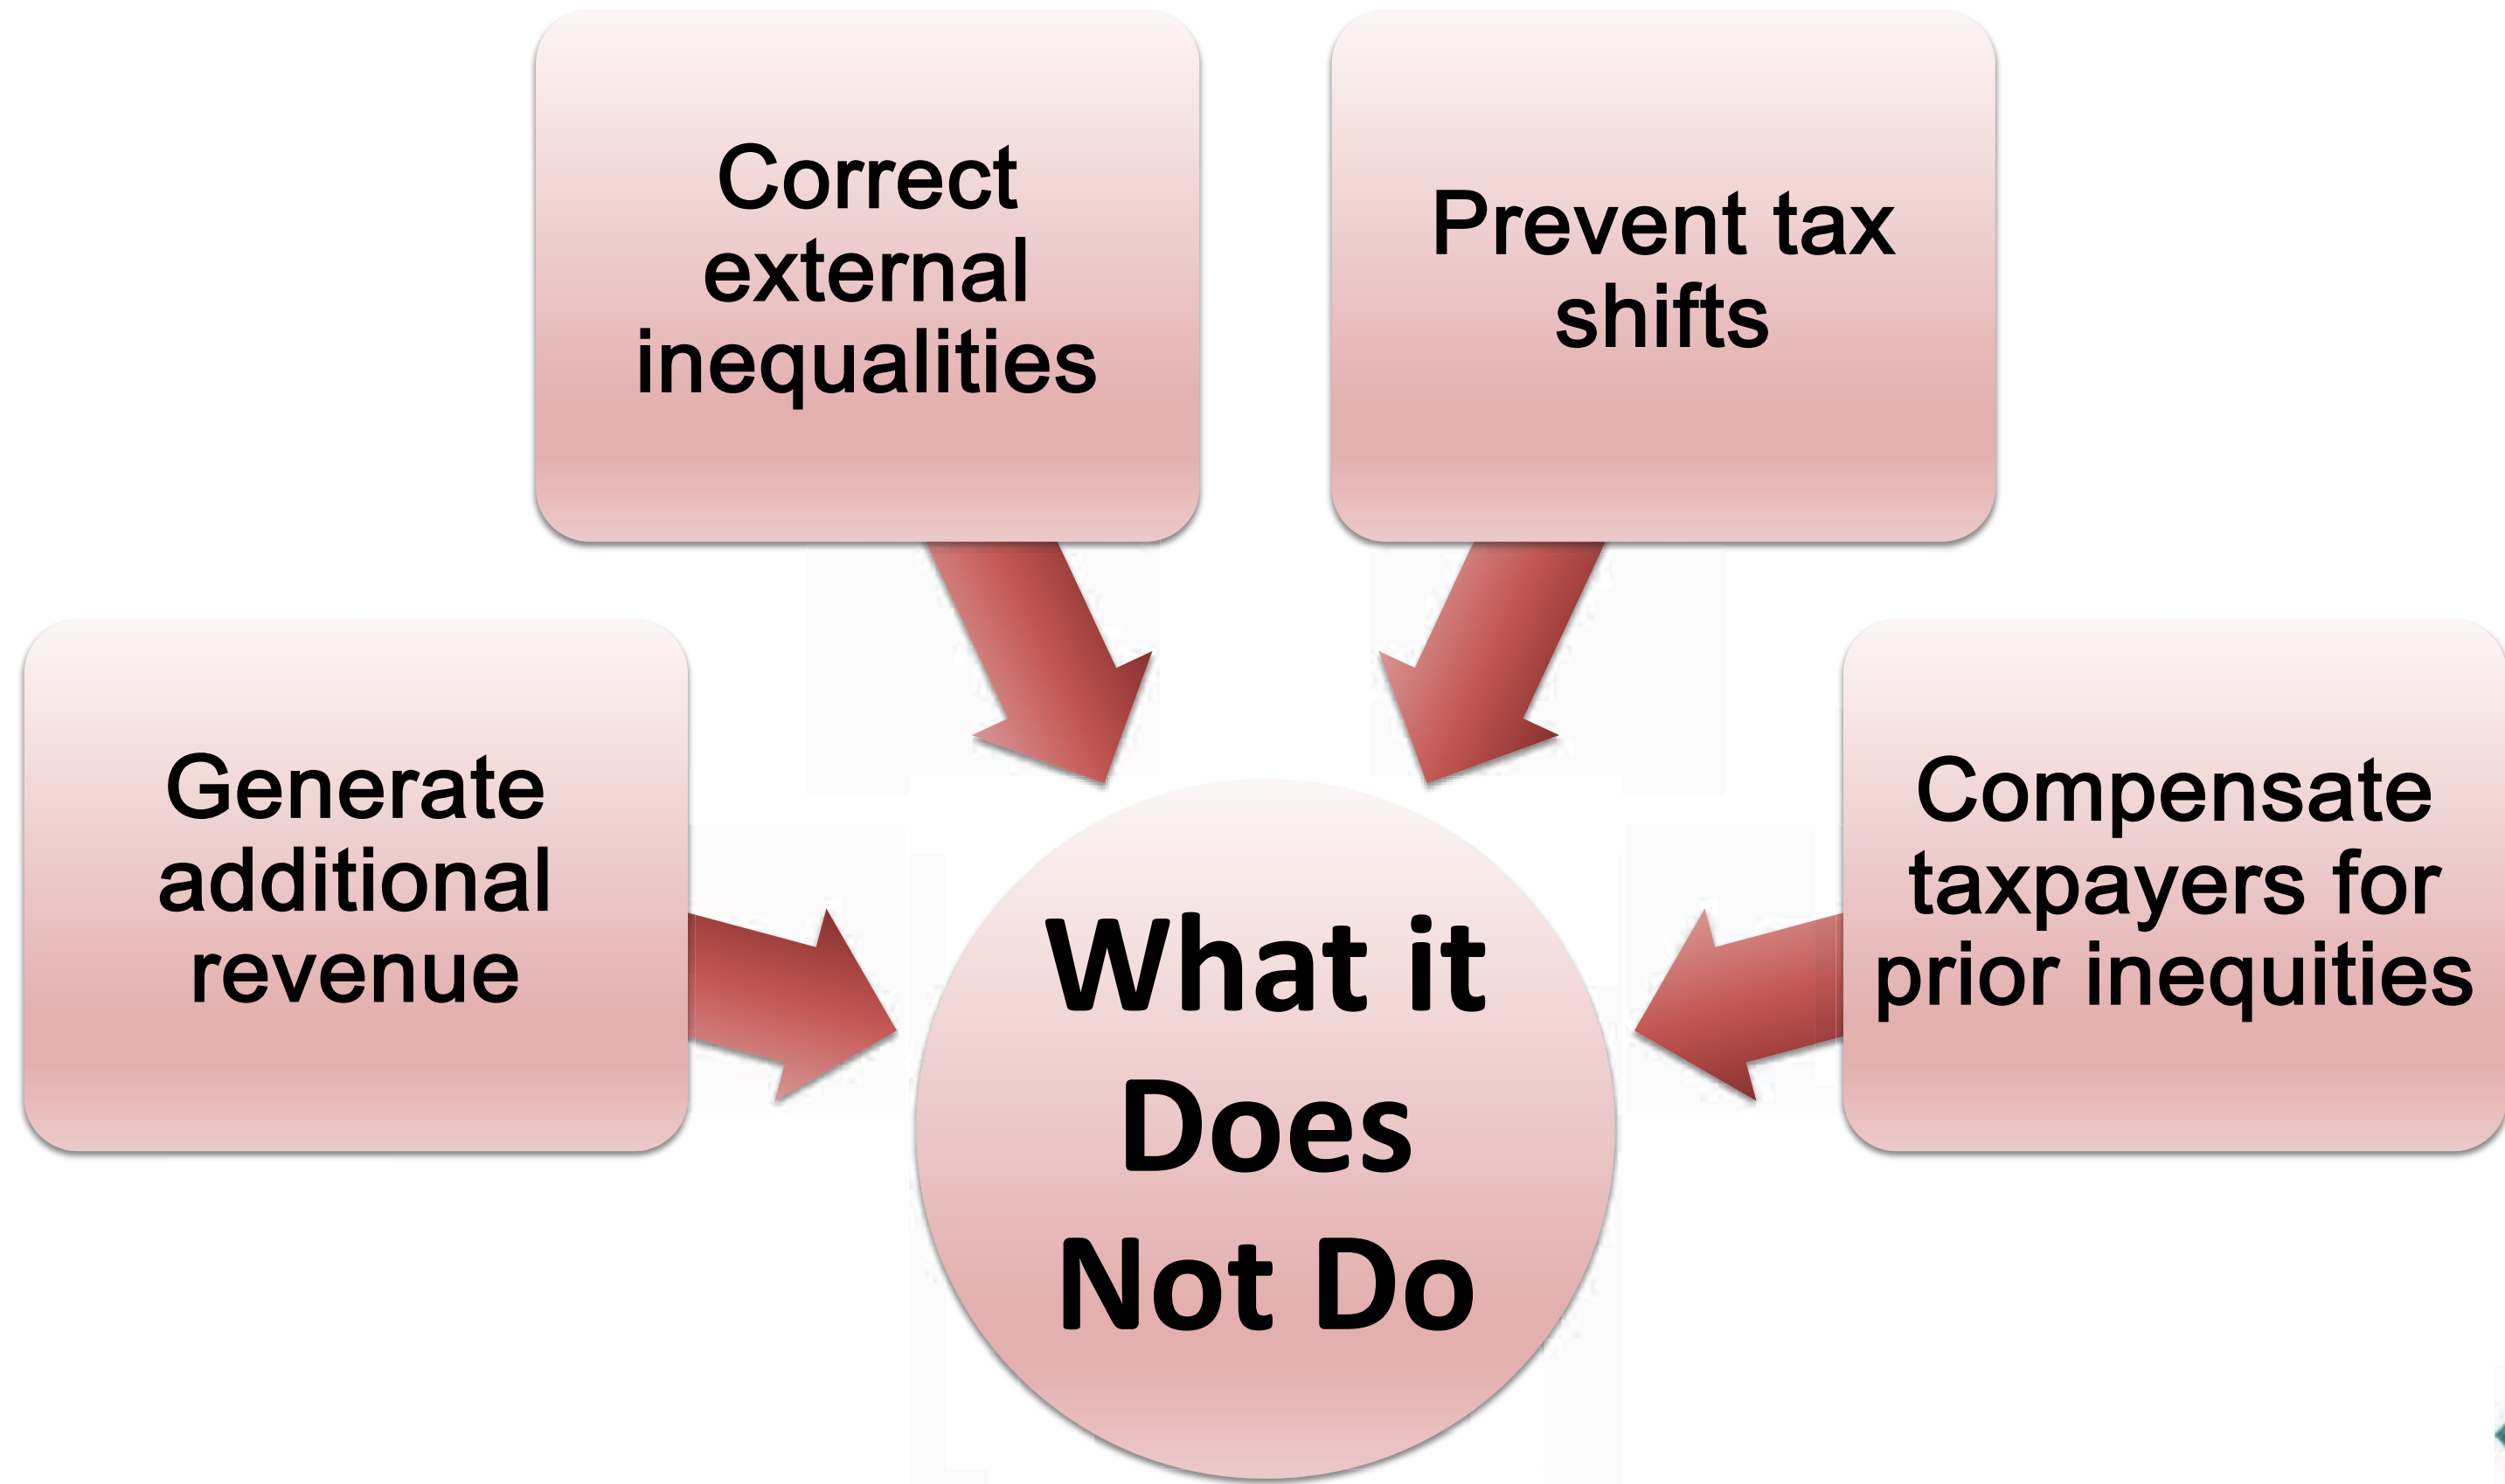 Correct
external
inequalities
Prevent tax
shifts
Generate
additional
revenue
Compensate
taxpayers for
prior inequities
What it
Does
Not Do